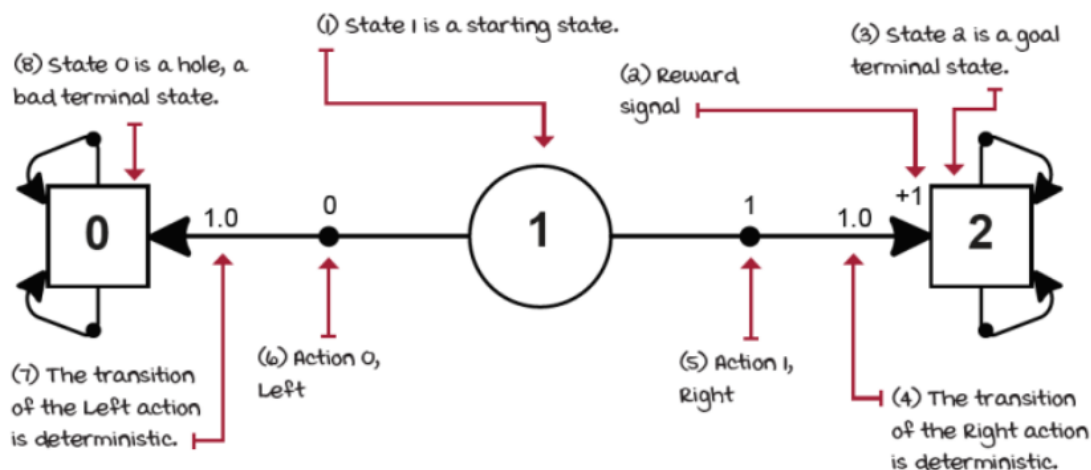 (1) State 1 is a starting state.
(8) State 0 is a hole, a
bad terminal state.
(2) Reward
signal
(3) State 2 is a goal
terminal state.
0
1.0
0
1
1
1.0
+1
2
(7) The transition
of the Left action
is deterministic.
(6) Action 0,
Left
(5) Action 1,
Right
(4) The transition
of the Right action
is deterministic.